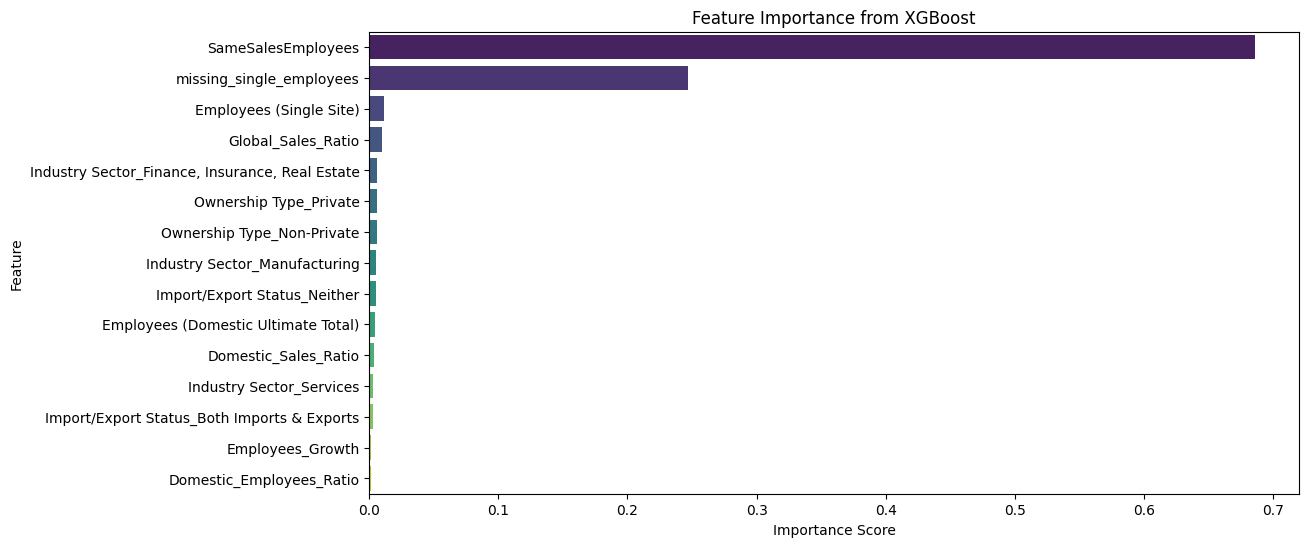 Feature Importance from XGBoost
Feature
SameSalesEmployees
missing_single_employees
Employees (Single Site)
Global_Sales_Ratio
Industry Sector_Finance, Insurance, Real Estate
Ownership Type_Private
Ownership Type_Non-Private
Industry Sector_Manufacturing
Import/Export Status_Neither
Employees (Domestic Ultimate Total)
Domestic_Sales_Ratio
Industry Sector_Services
Import/Export Status_Both Imports & Exports
Employees_Growth
Domestic_Employees_Ratio
0.0 0.1 0.2 0.3 0.4 0.5 0.6 0.7
Importance Score